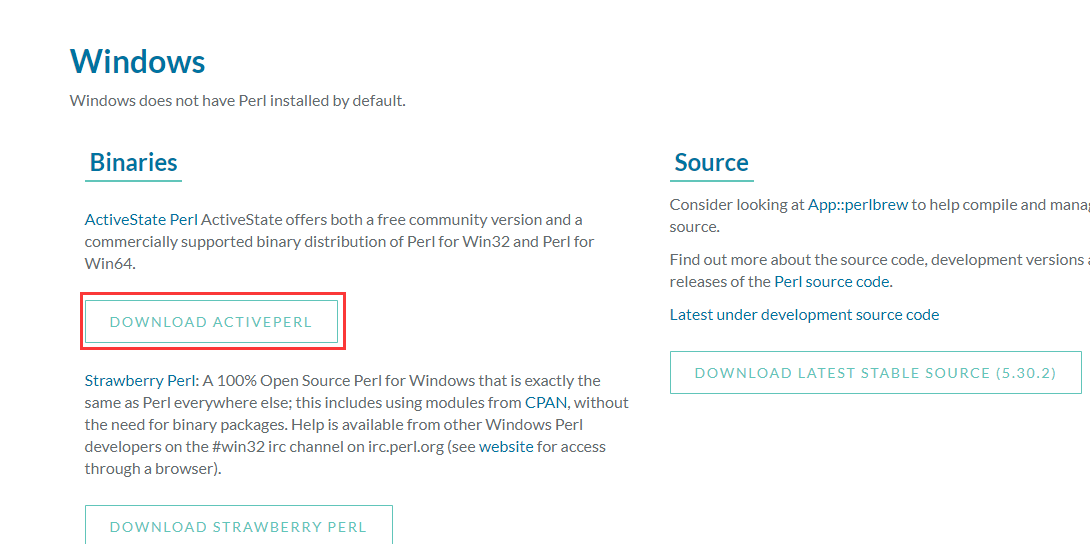 Windows
Windows does not have Perl installed by default.
Binaries
ActiveState Perl ActiveState offers both a free community version and a
commercially supported binary distribution of Perl for Win32 and Perl for
Win64.
DOWNLOAD ACTIVEPERL
Strawberry Perl: A 100% Open Source Perl for Windows that is exactly the
same as Perl everywhere else; this includes using modules from CPAN, without
the need for binary packages. Help is available from other Windows Perl
developers on the #win32 irc channel on irc.perl.org (see website for access
through a browser).
DOWNLOAD STRAWBERRY PERL
Source
Consider looking at App::perlbrew to help compile and
source.
Find out more about the source code, development versions
releases of the Perl source code.
Latest under development source code
DOWNLOAD LATEST STABLE SOURCE (5.30.2)